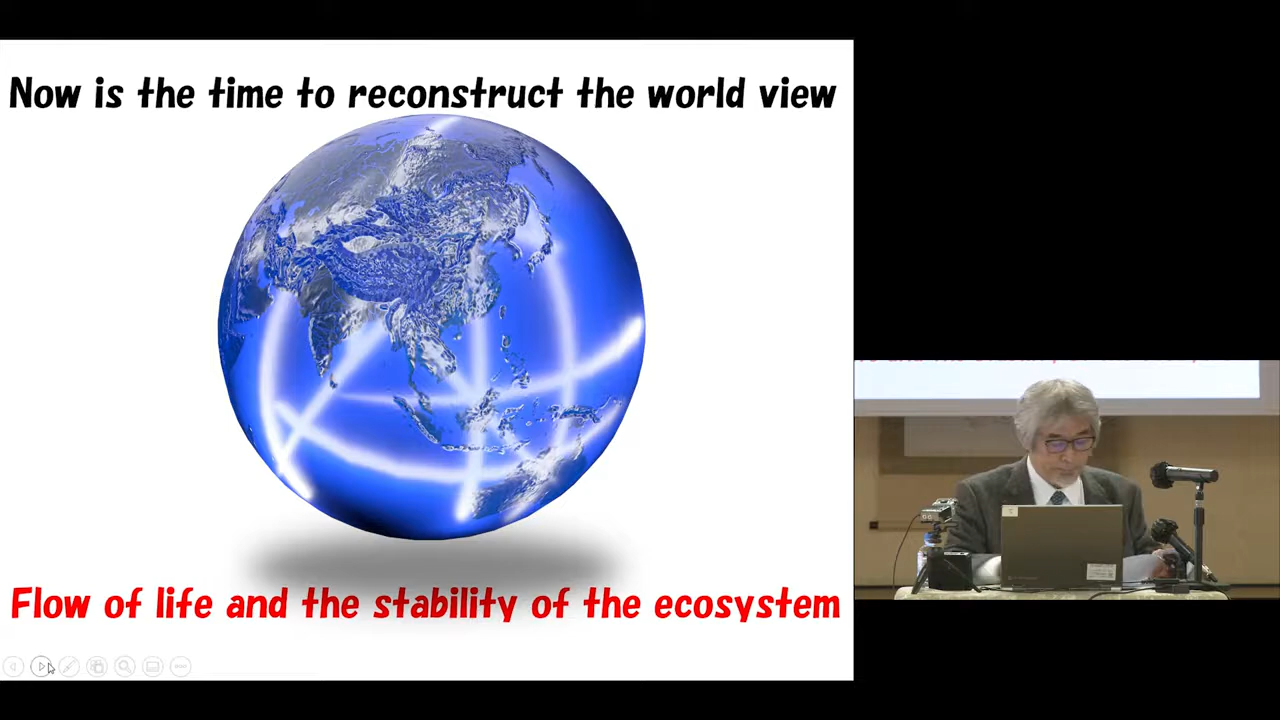 Now is the time to reconstruct the world view
Flow of life and the stability of the ecosystem